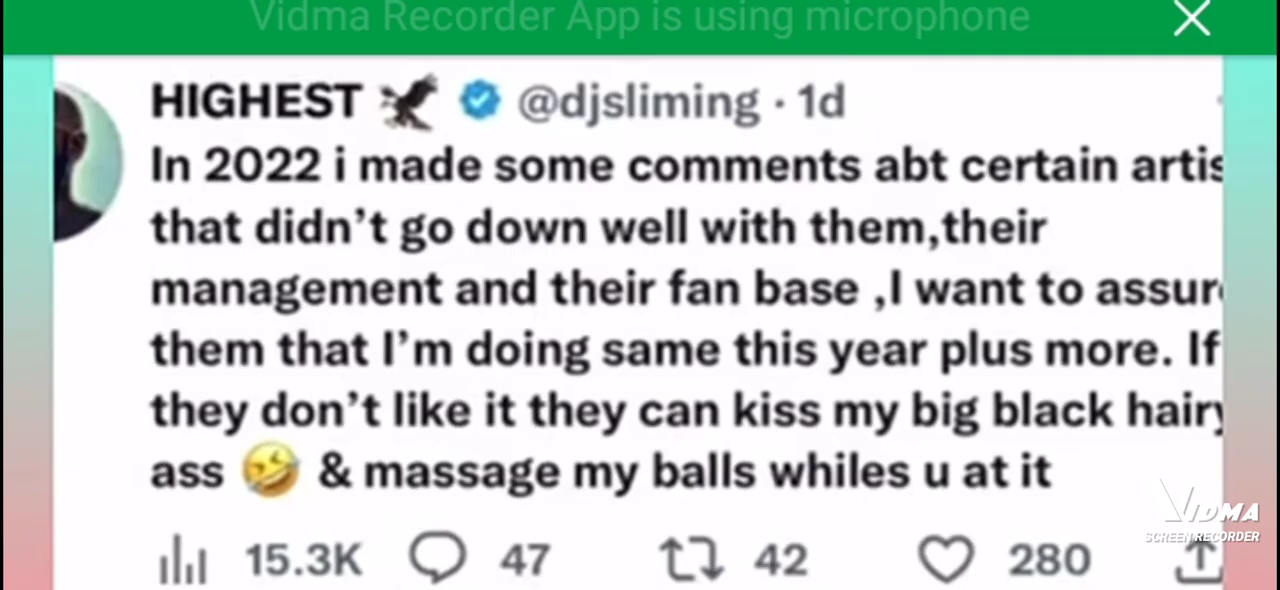 Vidma Recorder App is using microphone
HIGHEST @djsliming · 1d
In 2022 i made some comments abt certain
that didn’t go down well with them,their
management and their fan base ,I want to
them that I’m doing same this year plus more. If
they don’t like it they can kiss my big black
ass 🤣 & massage my balls whiles u at it
15.3K 47 42 280
VIDMA
SCREEN RECORDER